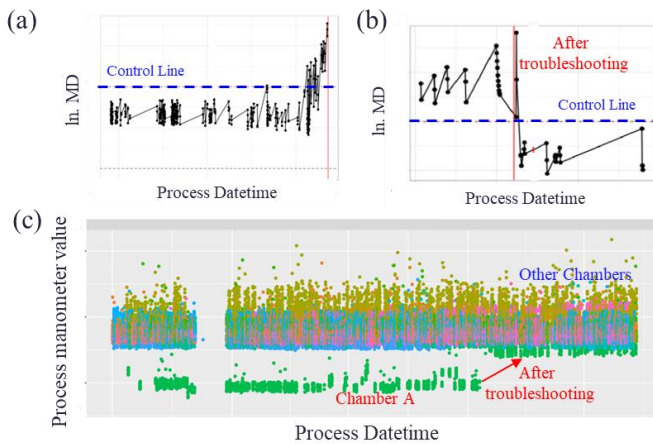 (a)
Control Line
ln. MD
Process Datetime
(b)
After
troubleshooting
Control Line
ln. MD
Process Datetime
(c)
Process manometer value
Other Chambers
Chamber A
After
troubleshooting
Process Datetime